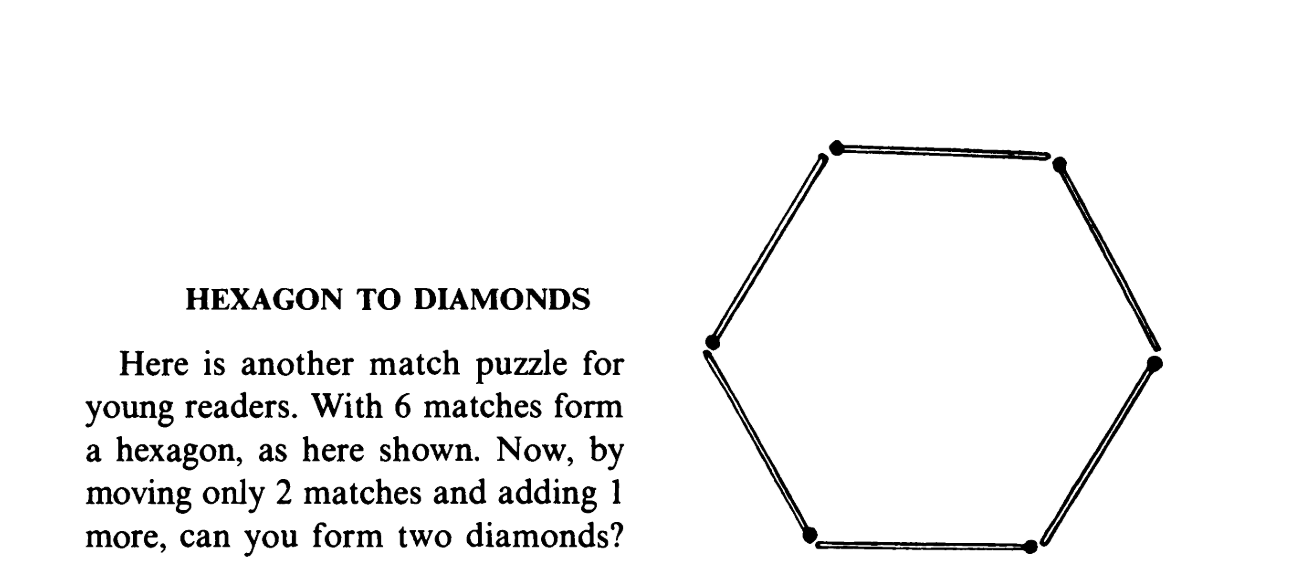 HEXAGON TO DIAMONDS
Here is another match puzzle for
young readers. With 6 matches form
a hexagon, as here shown. Now, by
moving only 2 matches and adding 1
more, can you form two diamonds?